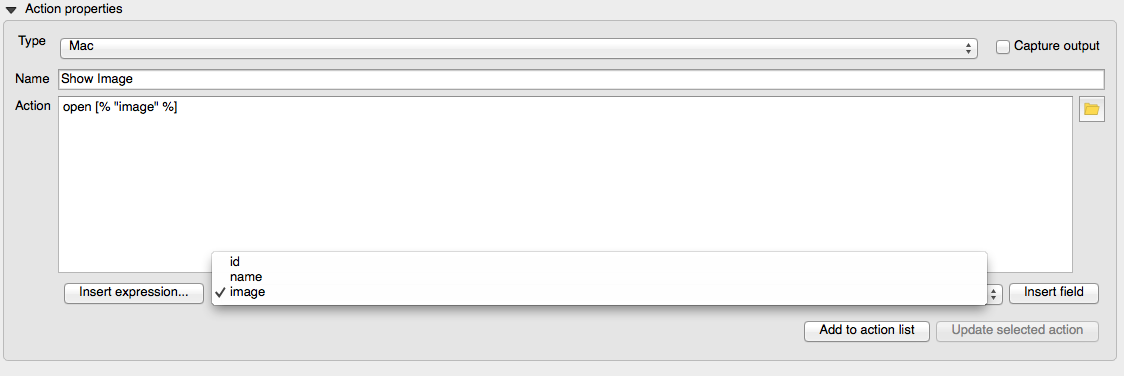 Action properties
Type Mac Capture output
Name Show Image
Action open [% "image" %]
id
name
✓ image
Insert expression... Insert field
Add to action list Update selected action